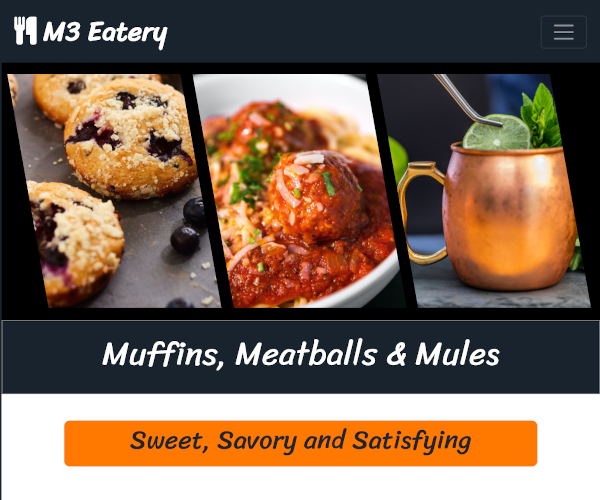 M3 Eatery
Muffins, Meatballs & Mules
Sweet, Savory and Satisfying